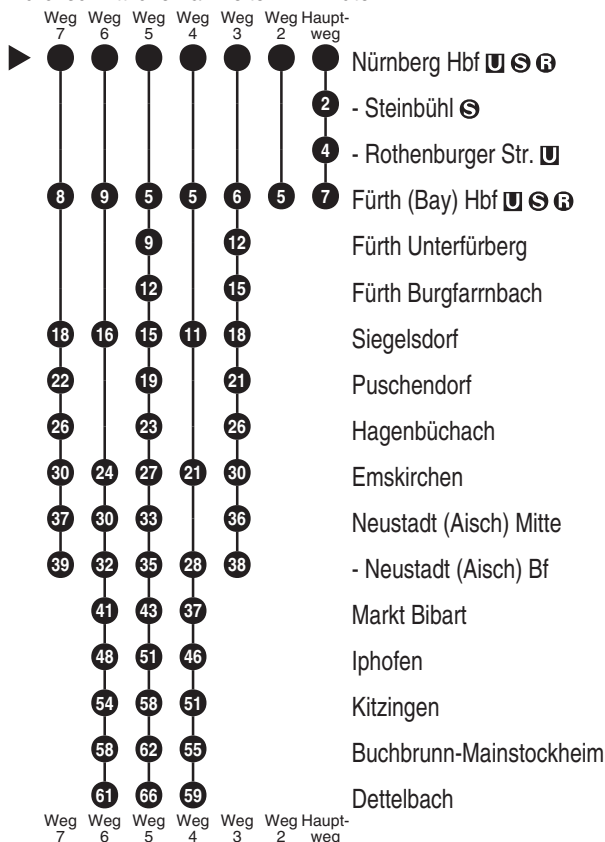 Weg Weg Weg Weg Weg Weg Haupt-
7 6 5 4 3 2 weg
Nürnberg Hbf U S R
2 - Steinbühl S
4 - Rothenburger Str. U
8 9 5 5 6 5 7 Fürth (Bay) Hbf U S R
9 12 Fürth Unterfürberg
12 15 Fürth Burgfarrnbach
18 16 15 11 18 Siegelsdorf
22 19 21 Puschendorf
26 23 26 Hagenbüchach
30 24 27 21 30 Emskirchen
37 30 33 36 Neustadt (Aisch) Mitte
39 32 35 28 38 - Neustadt (Aisch) Bf
41 43 37 Markt Bibart
48 51 46 Iphofen
54 58 51 Kitzingen
58 62 55 Buchbrunn-Mainstockheim
61 66 59 Dettelbach
Weg Weg Weg Weg Weg Weg Haupt-
7 6 5 4 3 2 weg